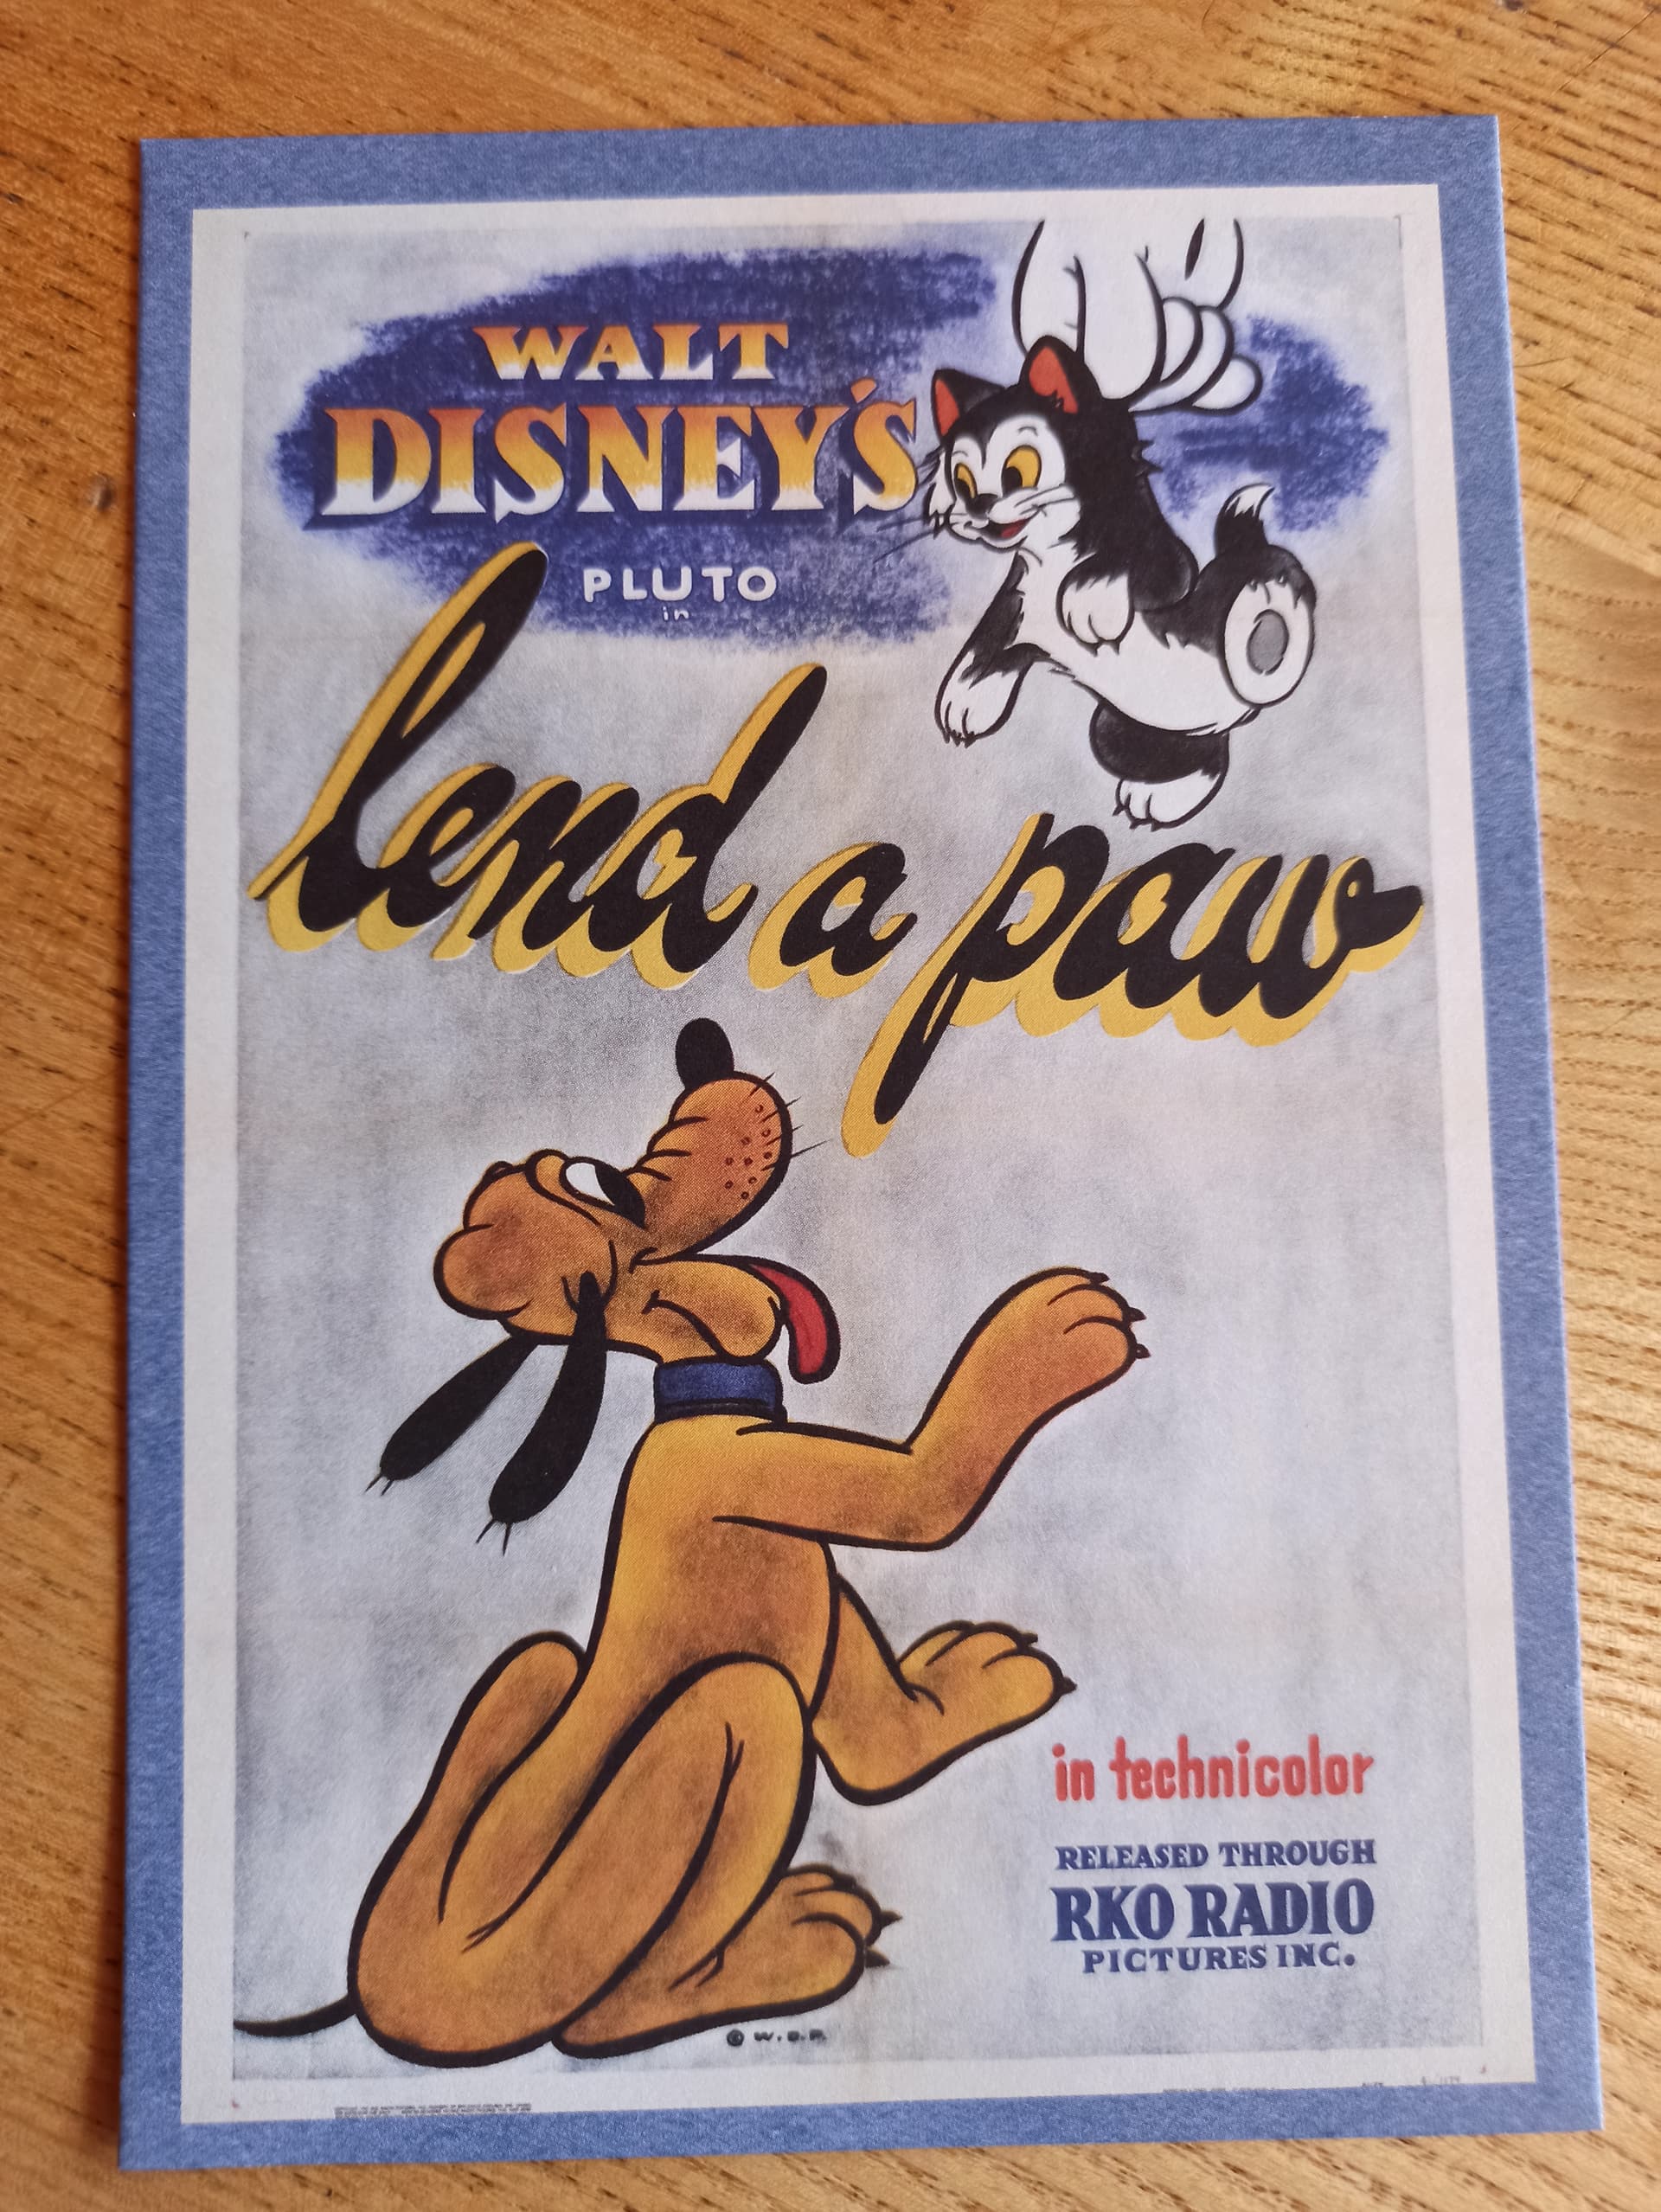 WALT
DISNEY'S
PLUTO
in
lend a paw
in technicolor
RELEASED THROUGH
RKO RADIO
PICTURES INC.
© W.D.P.